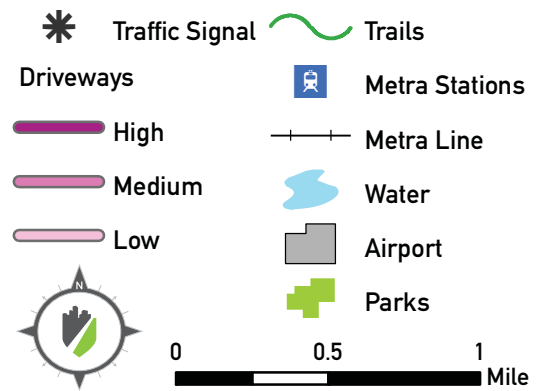 Traffic Signal
Trails
Driveways
Metra Stations
High
Metra Line
Medium
Water
Low
Airport
Parks
N
0 0.5 1
Mile